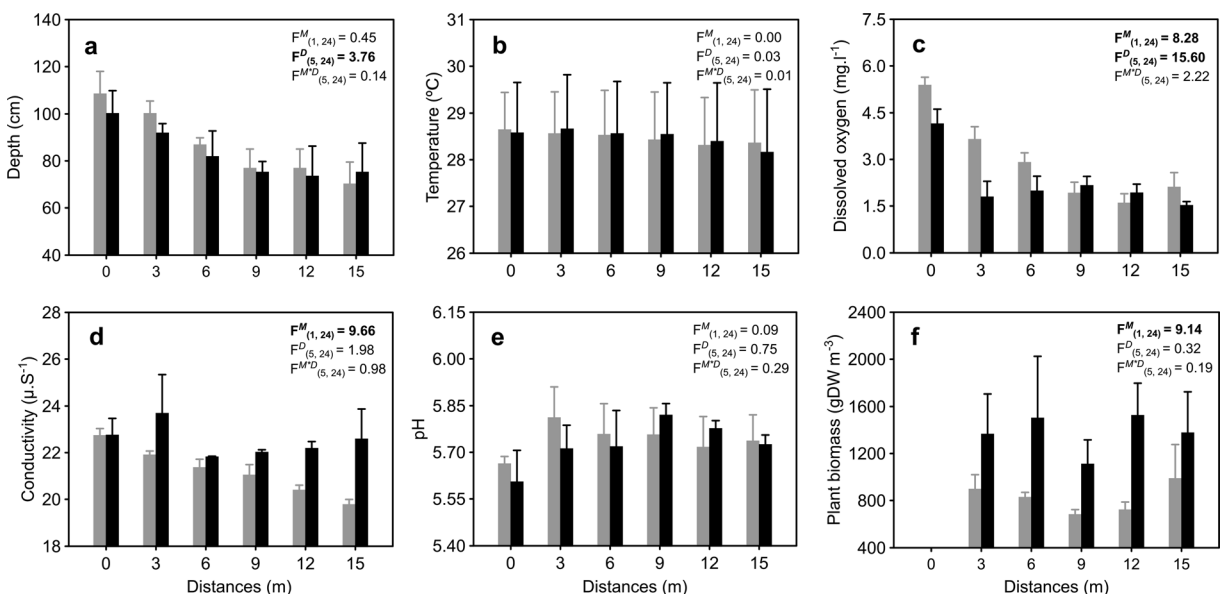 a
F^M(1, 24) = 0.45
F^D(5, 24) = 3.76
F^M*D(5, 24) = 0.14
Depth (cm)
140
120
100
80
60
40
0 3 6 9 12 15
b
F^M(1, 24) = 0.00
F^D(5, 24) = 0.03
F^M*D(5, 24) = 0.01
Temperature (ºC)
32
31
30
29
28
27
26
0 3 6 9 12 15
c
F^M(1, 24) = 8.28
F^D(5, 24) = 15.60
F^M*D(5, 24) = 2.22
Dissolved oxygen (mg.l-1)
7.5
6.0
4.5
3.0
1.5
0.0
0 3 6 9 12 15
d
F^M(1, 24) = 9.66
F^D(5, 24) = 1.98
F^M*D(5, 24) = 0.98
Conductivity (µ.S-1)
28
26
24
22
20
18
0 3 6 9 12 15
Distances (m)
e
F^M(1, 24) = 0.09
F^D(5, 24) = 0.75
F^M*D(5, 24) = 0.29
pH
6.15
6.00
5.85
5.70
5.55
5.40
0 3 6 9 12 15
Distances (m)
f
F^M(1, 24) = 9.14
F^D(5, 24) = 0.32
F^M*D(5, 24) = 0.19
Plant biomass (gDW m-3)
2400
2000
1600
1200
800
400
0 3 6 9 12 15
Distances (m)